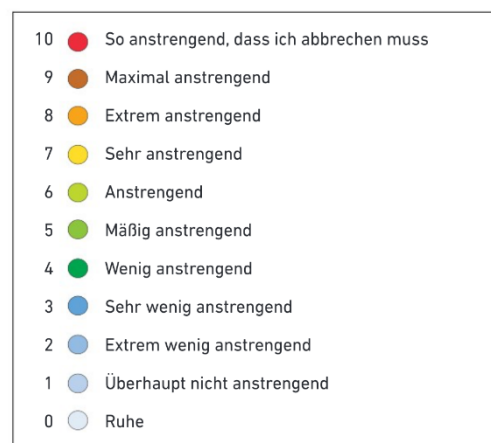 10 So anstrengend, dass ich abbrechen muss
9 Maximal anstrengend
8 Extrem anstrengend
7 Sehr anstrengend
6 Anstrengend
5 Mäßig anstrengend
4 Wenig anstrengend
3 Sehr wenig anstrengend
2 Extrem wenig anstrengend
1 Überhaupt nicht anstrengend
0 Ruhe